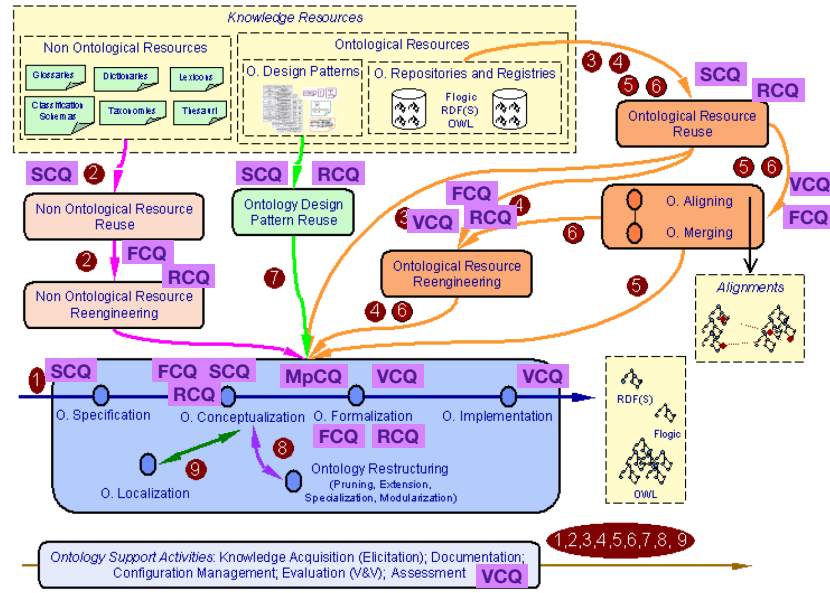 Knowledge Resources
Non Ontological Resources
Glossaries
Dictionaries
Lexicons
Classification
Schemas
Taxonomies
Thesauri
Ontological Resources
O. Design Patterns
O. Repositories and Registries
Flogic
RDF(S)
OWL
3 4
5 6
SCQ
RCQ
Ontological Resource
Reuse
SCQ 2
SCQ RCQ
5 6
VCQ
FCQ
Non Ontological Resource
Reuse
Ontology Design
Pattern Reuse
FCQ
3 VCQ RCQ 4
O. Aligning
O. Merging
6
2 FCQ
RCQ
7
Ontological Resource
Reengineering
Non Ontological Resource
Reengineering
4 6
5
Alignments
1 SCQ
FCQ SCQ
RCQ
MpCQ VCQ
VCQ
O. Specification
O. Conceptualization
O. Formalization
O. Implementation
FCQ RCQ
8
9
O. Localization
Ontology Restructuring
(Pruning, Extension,
Specialization, Modularization)
RDF(S)
Flogic
OWL
1,2,3,4,5,6,7,8, 9
Ontology Support Activities: Knowledge Acquisition (Elicitation); Documentation;
Configuration Management; Evaluation (V&V); Assessment VCQ